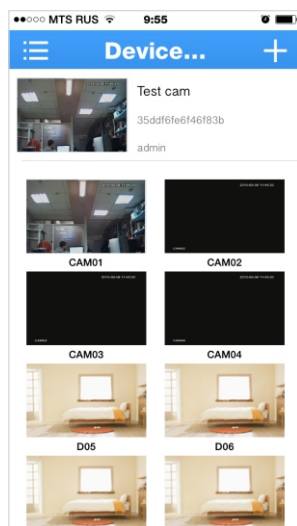 MTS RUS 9:55
Device...
Test cam
35ddf6fe6f46f83b
admin
CAM01
CAM02
CAM03
CAM04
D05
D06